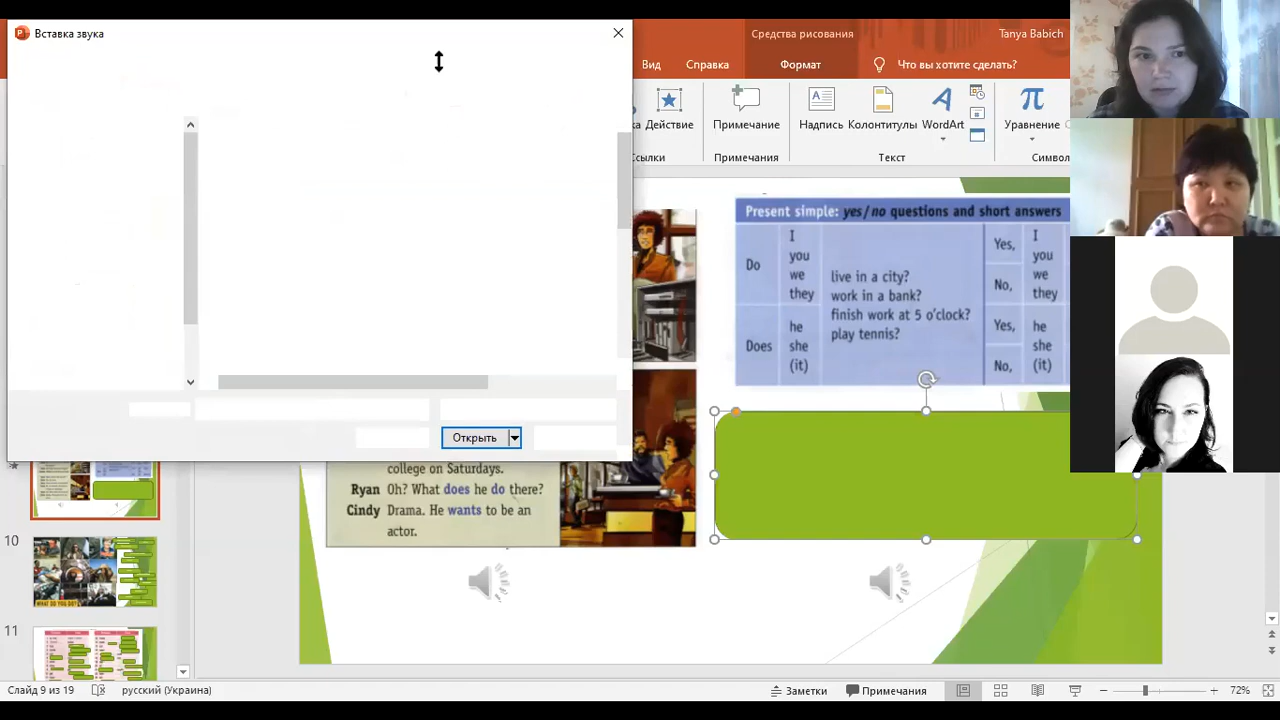 Вставка звука
Средства рисования
Tanya Babich
Вид
Справка
Формат
Что вы хотите сделать?
Действие
Примечание
Надпись
Колонтитулы
WordArt
Уравнение
Примечания
Текст
Present simple: yes/no questions and short answers
Do
I
you
we
they
live in a city?
work in a bank?
finish work at 5 o'clock?
play tennis?
Yes,
No,
I
you
we
they
Does
he
she
(it)
Yes,
No,
he
she
(it)
Открыть
college on Saturdays.
Ryan Oh? What does he do there?
Cindy Drama. He wants to be an
actor.
10
WHAT DO YOU DO?
11
Слайд 9 из 19
русский (Украина)
Заметки
Примечания
72%